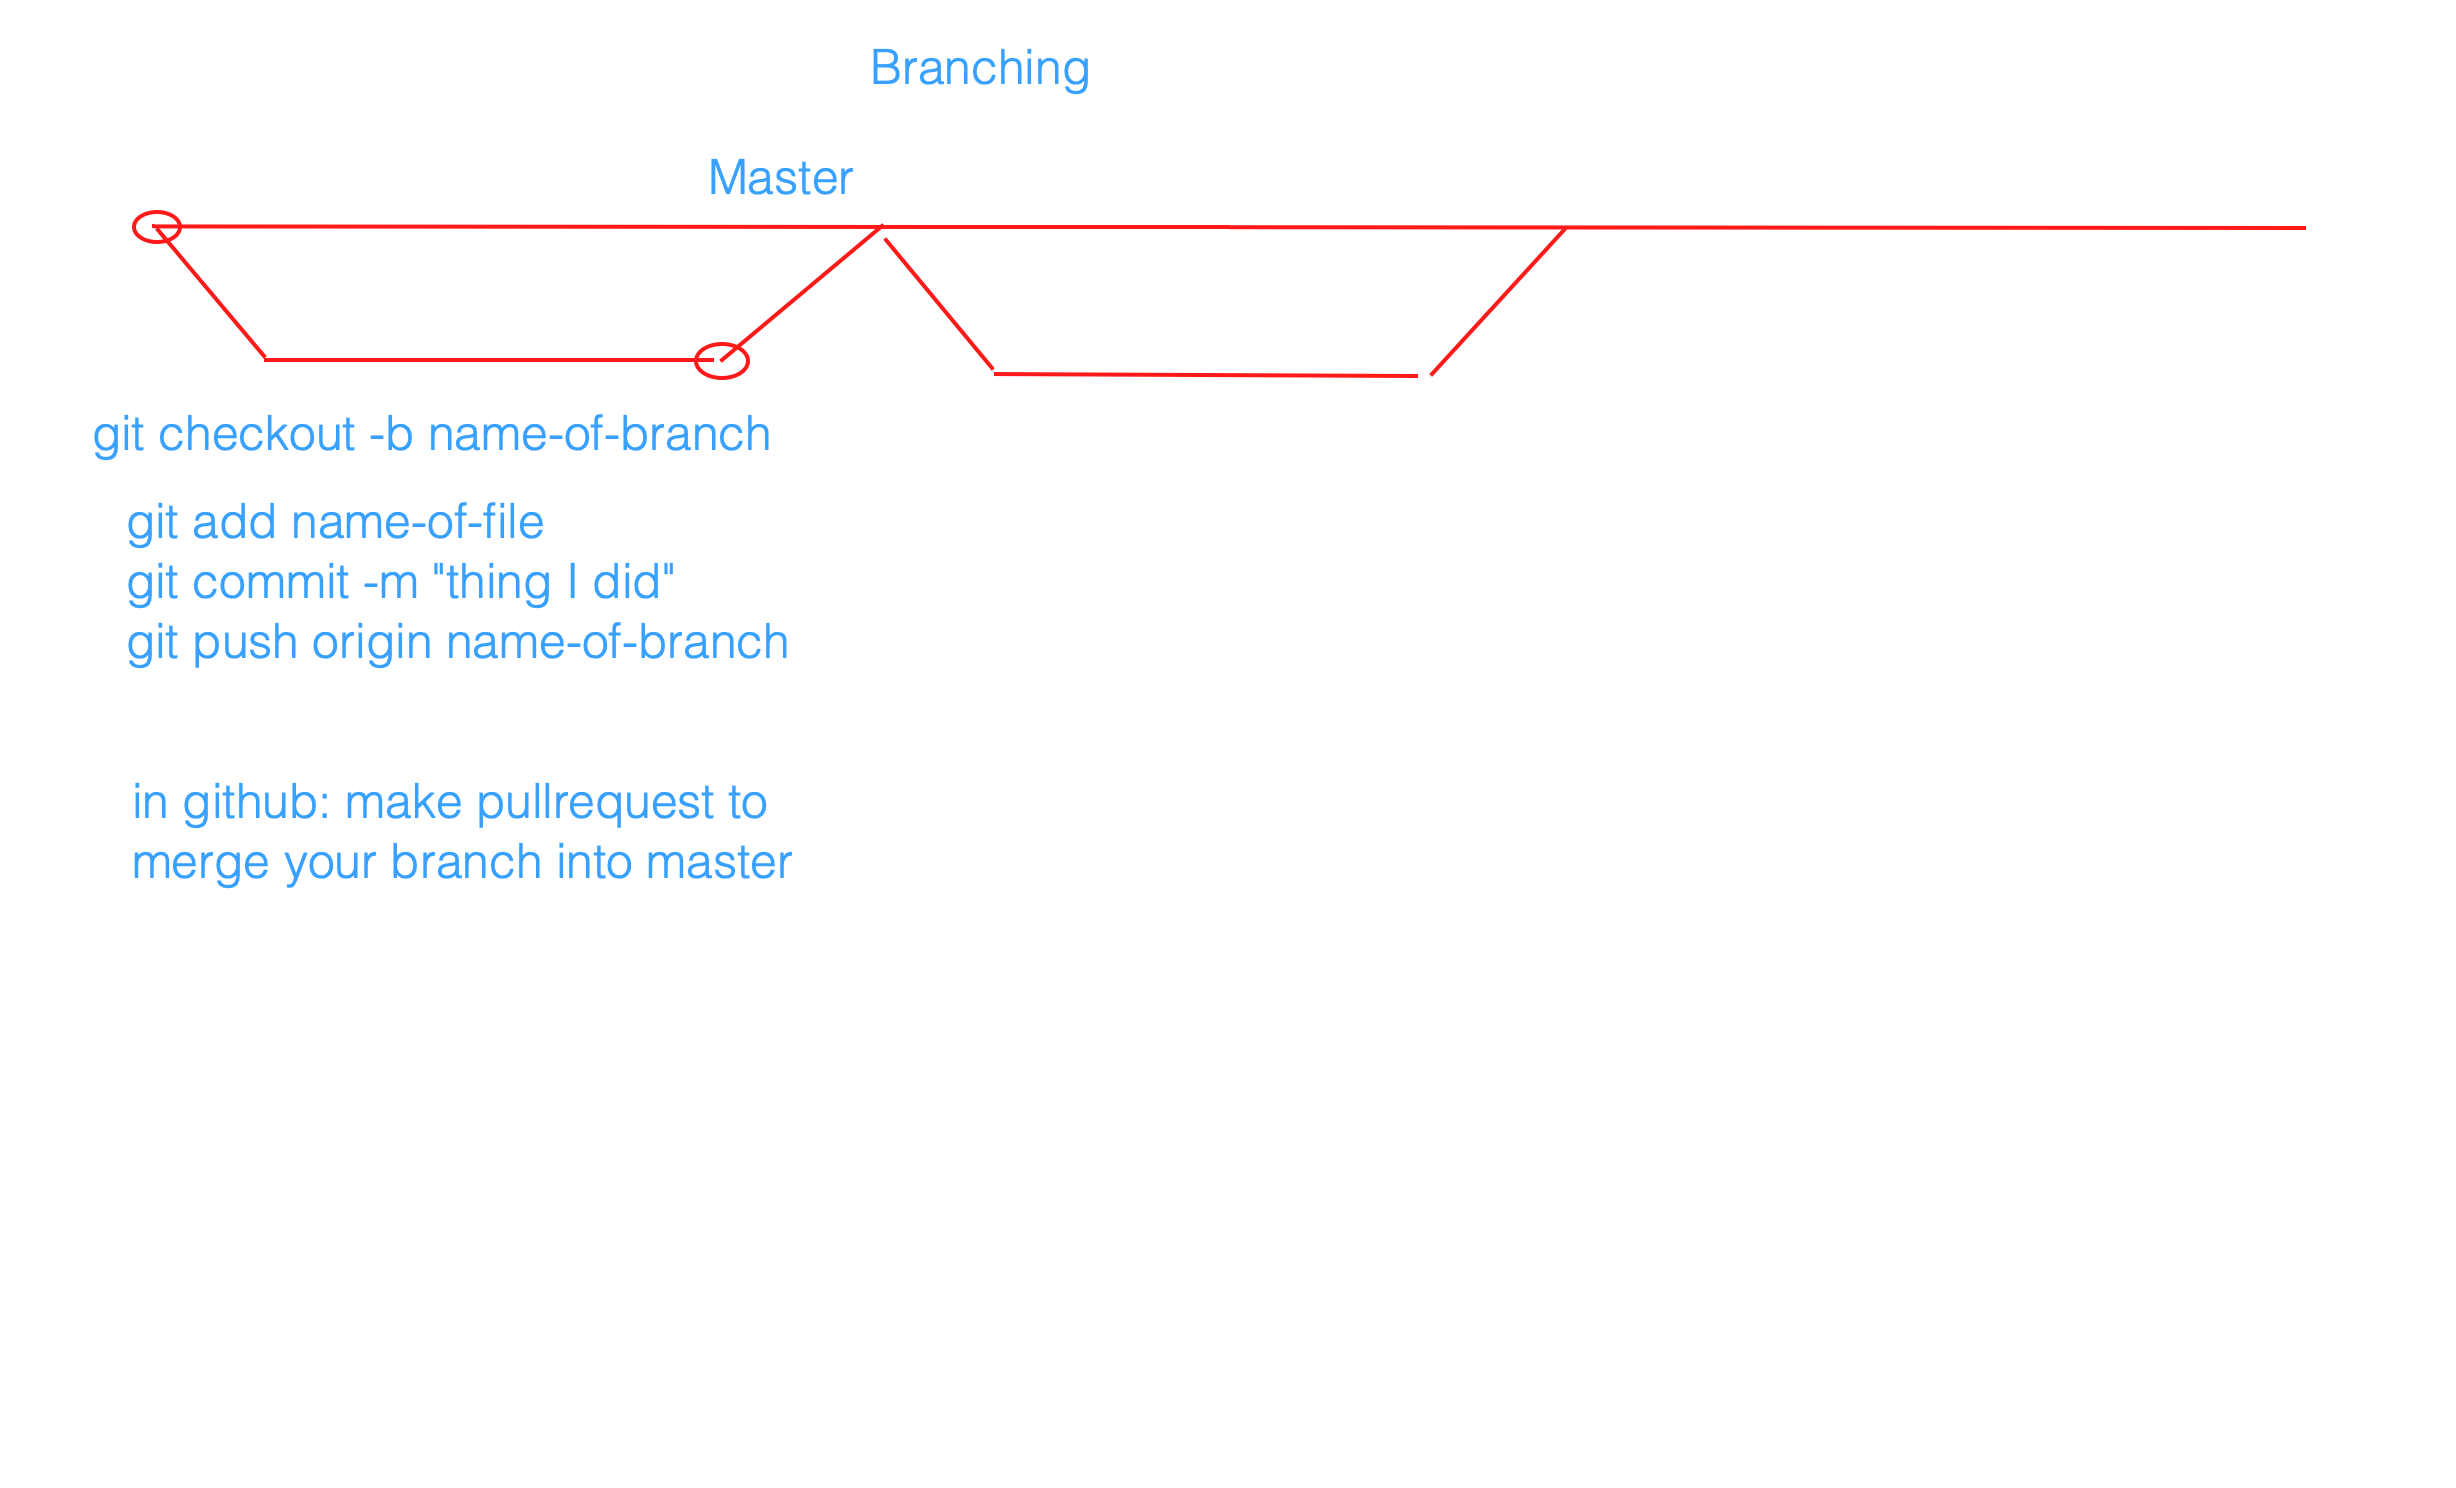 Branching
Master
git checkout -b name-of-branch
git add name-of-file
git commit -m "thing I did"
git push origin name-of-branch
in github: make pullrequest to
merge your branch into master